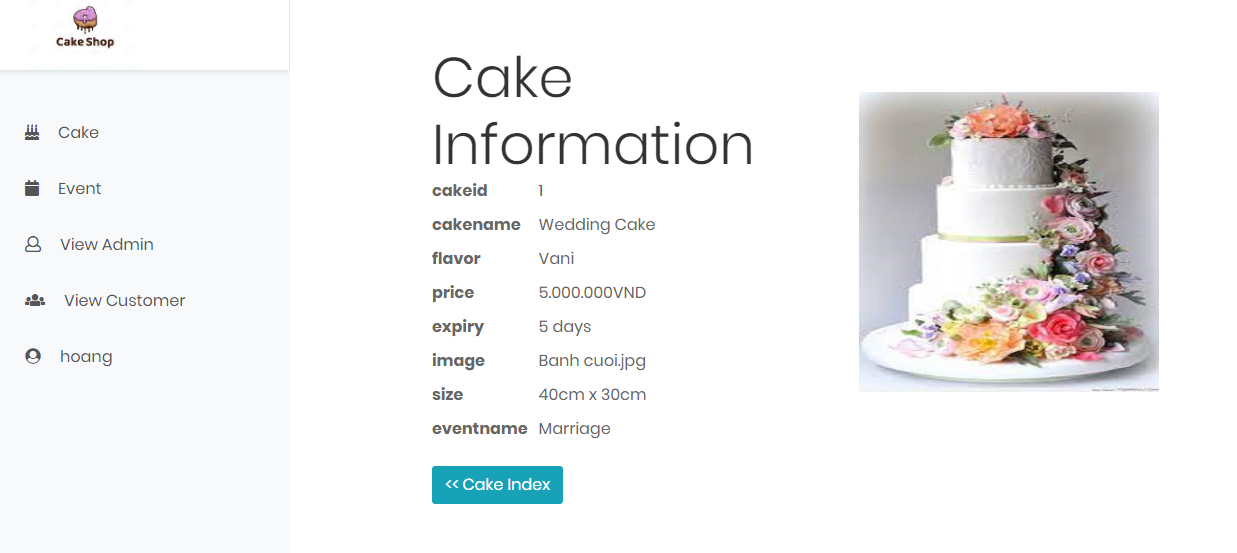 Cake Shop
Cake
Event
View Admin
View Customer
hoang
Cake
Information
cakeid 1
cakename Wedding Cake
flavor Vani
price 5.000.000VND
expiry 5 days
image Banh cuoi.jpg
size 40cm x 30cm
eventname Marriage
<< Cake Index